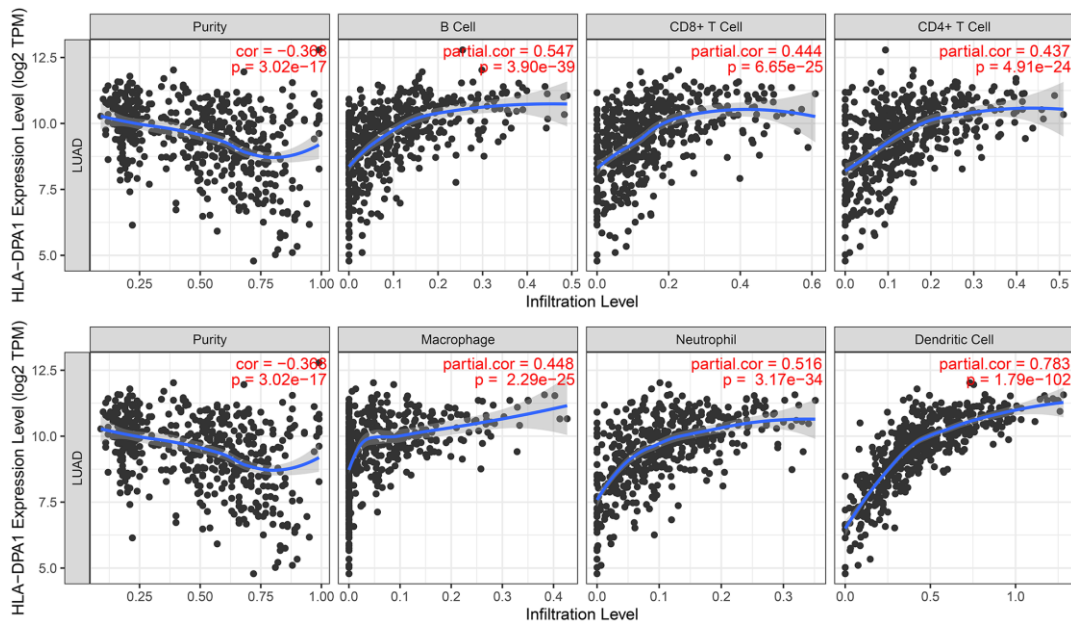 Purity
B Cell
CD8+ T Cell
CD4+ T Cell
HLA−DPA1 Expression Level (log2 TPM)
LUAD
12.5
10.0
7.5
5.0
cor = −0.368
p = 3.02e−17
partial.cor = 0.547
p = 3.90e−39
partial.cor = 0.444
p = 6.65e−25
partial.cor = 0.437
p = 4.91e−24
0.25 0.50 0.75 1.00
0.0 0.1 0.2 0.3 0.4 0.5
0.0 0.1 0.2 0.3 0.4 0.5 0.6
0.0 0.1 0.2 0.3 0.4 0.5
Infiltration Level
Purity
Macrophage
Neutrophil
Dendritic Cell
HLA−DPA1 Expression Level (log2 TPM)
LUAD
12.5
10.0
7.5
5.0
cor = −0.368
p = 3.02e−17
partial.cor = 0.448
p = 2.29e−25
partial.cor = 0.516
p = 3.17e−34
partial.cor = 0.783
p = 1.79e−102
0.25 0.50 0.75 1.00
0.0 0.1 0.2 0.3 0.4
0.0 0.1 0.2 0.3
0.0 0.5 1.0
Infiltration Level